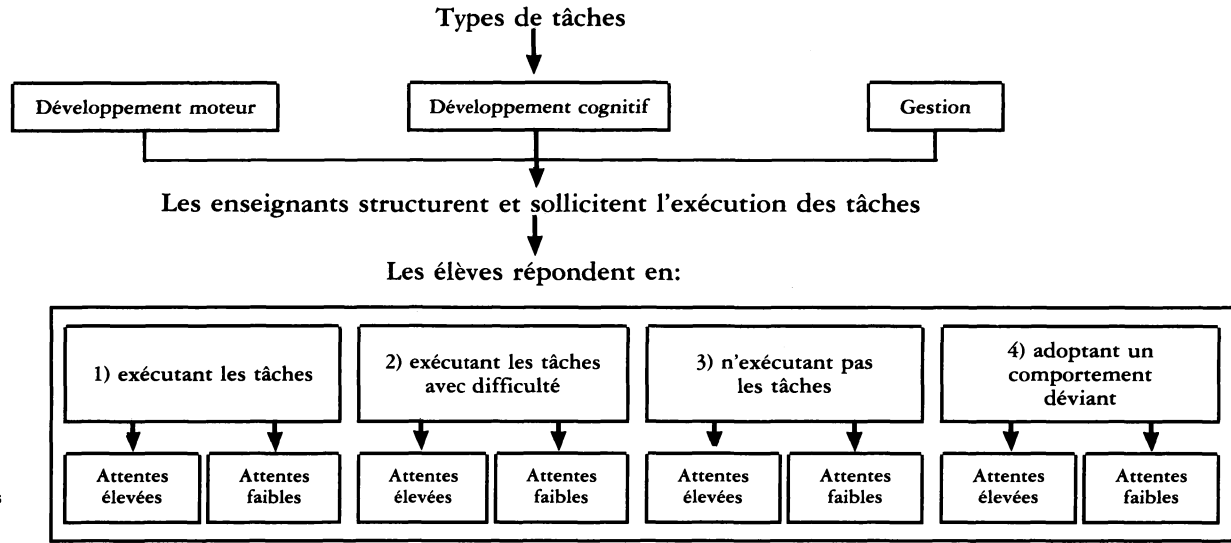 Types de tâches
Développement moteur
Développement cognitif
Gestion
Les enseignants structurent et sollicitent l'exécution des tâches
Les élèves répondent en:
1) exécutant les tâches
2) exécutant les tâches
avec difficulté
3) n'exécutant pas
les tâches
4) adoptant un
comportement
déviant
Attentes
élevées
Attentes
faibles
Attentes
élevées
Attentes
faibles
Attentes
élevées
Attentes
faibles
Attentes
élevées
Attentes
faibles